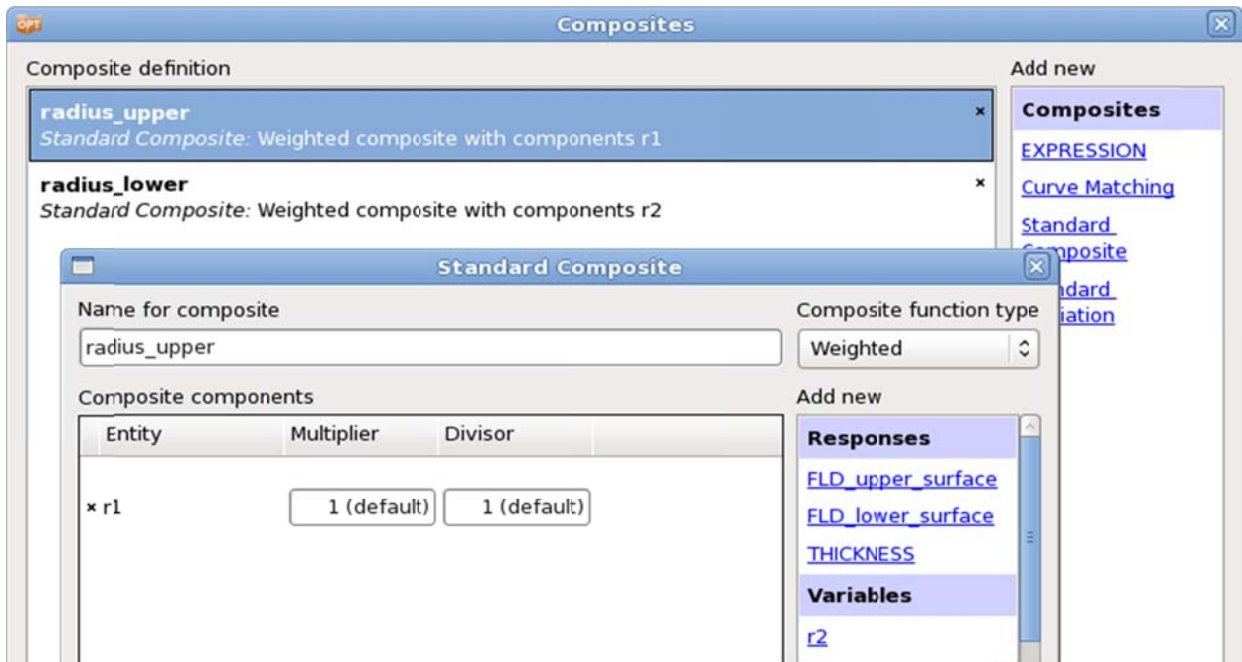 OPT
Composites
Composite definition
Add new
radius_upper
Standard Composite: Weighted composite with components r1
radius_lower
Standard Composite: Weighted composite with components r2
Composites
EXPRESSION
Curve Matching
Standard
Composite
Standard Composite
Name for composite
Composite function type
radius_upper
Weighted
Composite components
Add new
Entity Multiplier Divisor
× r1 1 (default) 1 (default)
Responses
FLD_upper_surface
FLD_lower_surface
THICKNESS
Variables
r2